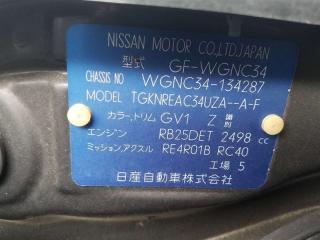 NISSAN MOTOR CO.,LTD.JAPAN
型式 GF-WGNC34
CHASSIS NO WGNC34-134287
MODEL TGKNREAC34UZA--A-F
カラー,トリム GV1 Z 識別
エンジン RB25DET 2498 cc
ミッション,アクスル RE4R01B RC40
工場 5
日産自動車株式会社